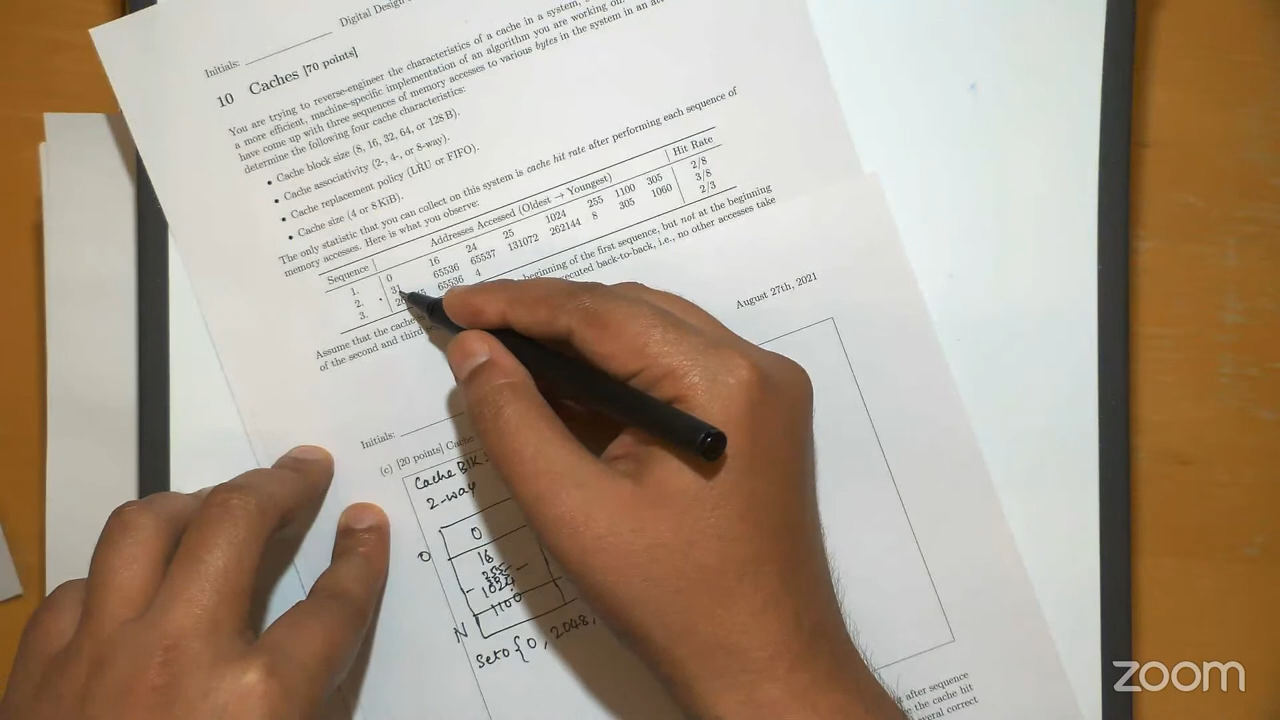 Digital Design
Initials:
10 Caches [70 points]
You are trying to reverse-engineer the characteristics of a cache in a system,
a more efficient, machine-specific implementation of an algorithm you are working on.
have come up with three sequences of memory accesses to various bytes in the system in an
determine the following four cache characteristics:
• Cache block size (8, 16, 32, 64, or 128 B).
• Cache associativity (2-, 4-, or 8-way).
• Cache replacement policy (LRU or FIFO).
• Cache size (4 or 8 KiB).
The only statistic that you can collect on this system is cache hit rate after performing each sequence of
memory accesses. Here is what you observe:
Sequence Addresses Accessed (Oldest → Youngest) Hit Rate
1. 0 16 24 25 1024 255 1100 305 2/8
2. 31 65536 65537 131072 262144 8 305 1060 3/8
3. 65536 4 2/3
Assume that the cache is beginning of the first sequence, but not at the beginning
of the second and third executed back-to-back, i.e., no other accesses take
August 27th, 2021
Initials:
(c) [20 points] Cache
Cache Blk
2-way
0
O
16
255
1024
1100
N
Set 0 { 0, 2048,
after sequence
the cache hit
several correct
zoom